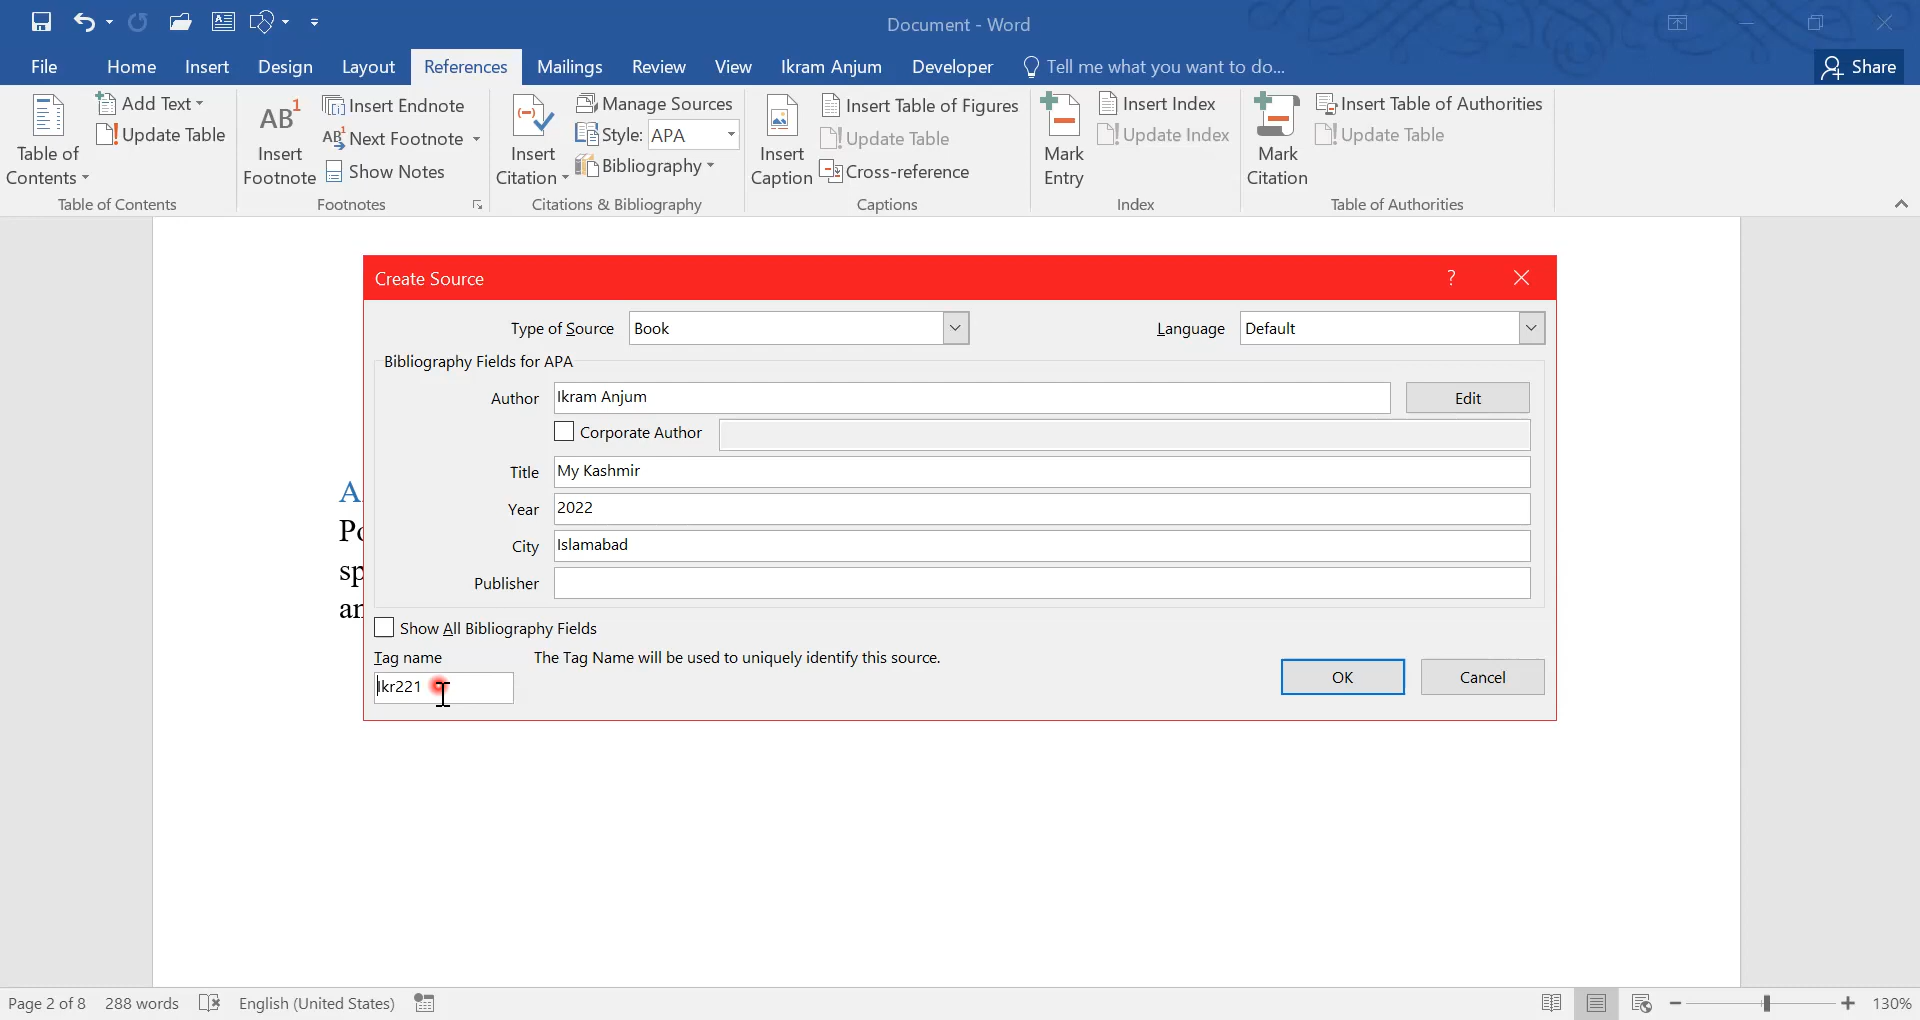 Document - Word
File Home Insert Design Layout References Mailings Review View Ikram Anjum Developer Tell me what you want to do... Share
Table of Contents
Add Text
Update Table
Table of Contents
AB1 Insert Footnote
Insert Endnote
AB1 Next Footnote
Show Notes
Footnotes
Insert Citation
Manage Sources
Style: APA
Bibliography
Citations & Bibliography
Insert Caption
Insert Table of Figures
Update Table
Cross-reference
Captions
Mark Entry
Insert Index
Update Index
Index
Mark Citation
Insert Table of Authorities
Update Table
Table of Authorities
Create Source ?
Type of Source Book Language Default
Bibliography Fields for APA
Author Ikram Anjum Edit
Corporate Author
Title My Kashmir
Year 2022
City Islamabad
Publisher
Show All Bibliography Fields
Tag name The Tag Name will be used to uniquely identify this source.
Ikr221 OK Cancel
Page 2 of 8 288 words English (United States) 130%